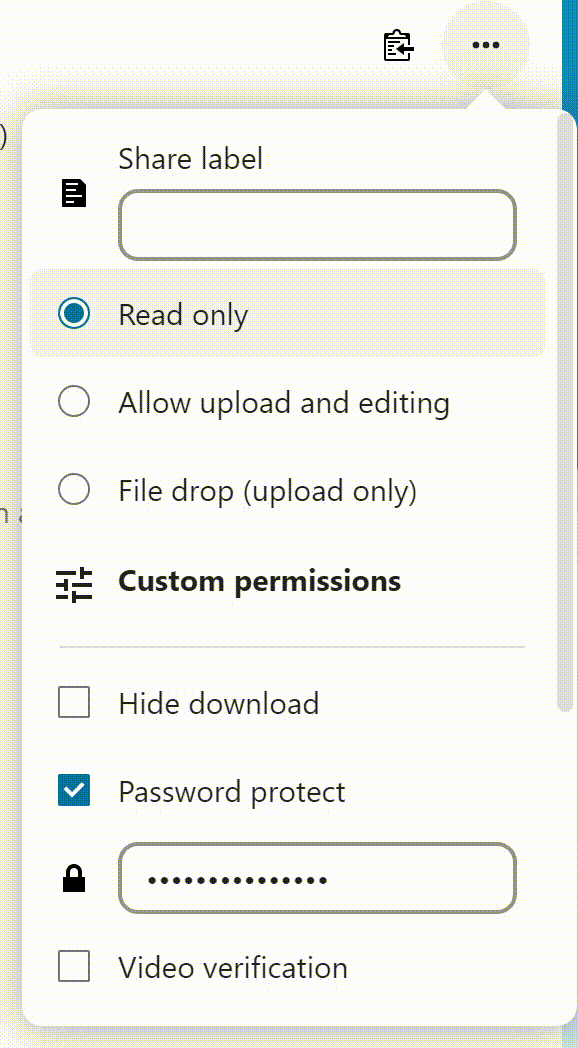 )
Share label
Read only
Allow upload and editing
File drop (upload only)
Custom permissions
Hide download
Password protect
•••••••••••••••
Video verification